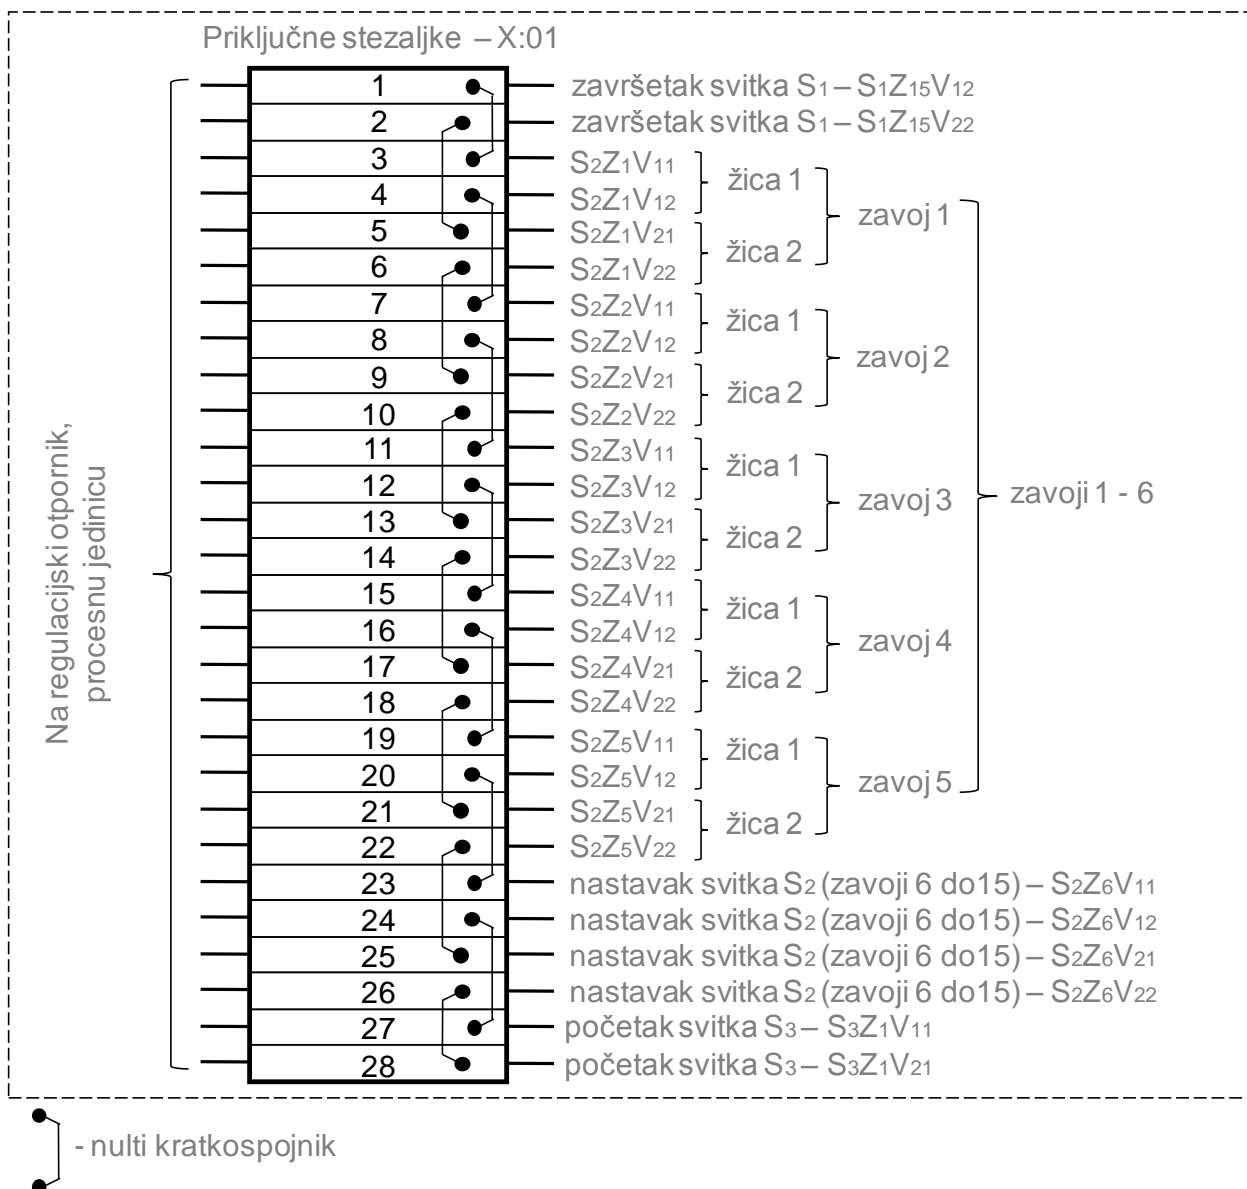 Priključne stezaljke – X:01
1 završetak svitka S1 – S1Z15V12
2 završetak svitka S1 – S1Z15V22
3 S2Z1V11
žica 1
4 S2Z1V12
zavoj 1
5 S2Z1V21
žica 2
6 S2Z1V22
7 S2Z2V11
žica 1
8 S2Z2V12
zavoj 2
9 S2Z2V21
žica 2
10 S2Z2V22
11 S2Z3V11
žica 1
12 S2Z3V12
zavoj 3
zavoji 1 - 6
13 S2Z3V21
žica 2
14 S2Z3V22
15 S2Z4V11
žica 1
16 S2Z4V12
zavoj 4
17 S2Z4V21
žica 2
18 S2Z4V22
19 S2Z5V11
žica 1
20 S2Z5V12
zavoj 5
21 S2Z5V21
žica 2
22 S2Z5V22
23 nastavak svitka S2 (zavoji 6 do15) – S2Z6V11
24 nastavak svitka S2 (zavoji 6 do15) – S2Z6V12
25 nastavak svitka S2 (zavoji 6 do15) – S2Z6V21
26 nastavak svitka S2 (zavoji 6 do15) – S2Z6V22
27 početak svitka S3 – S3Z1V11
28 početak svitka S3 – S3Z1V21
Na regulacijski otpornik,
procesnu jedinicu
- nulti kratkospojnik